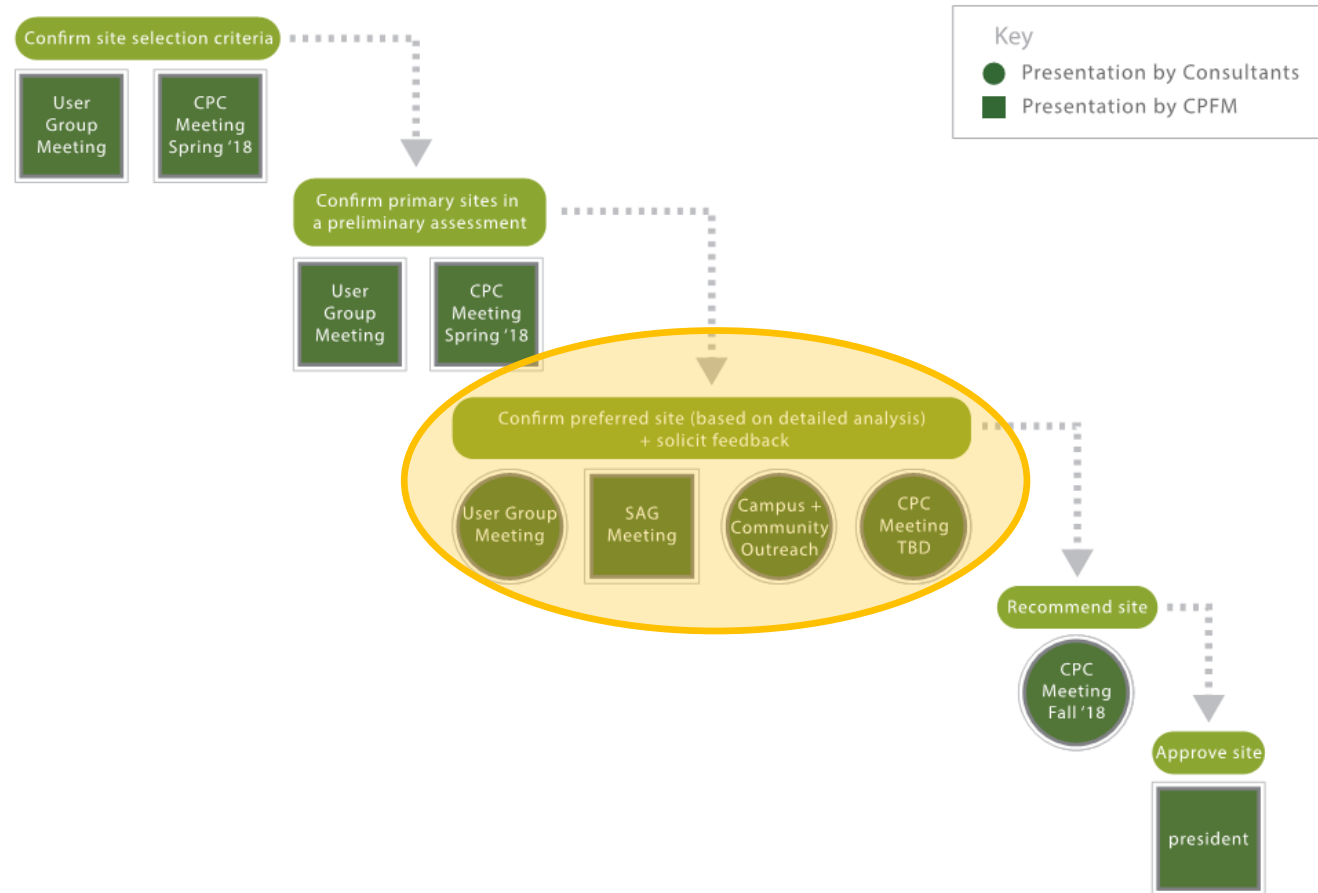 Confirm site selection criteria
User
Group
Meeting
CPC
Meeting
Spring ’18
Key
Presentation by Consultants
Presentation by CPFM
Confirm primary sites in
a preliminary assessment
User
Group
Meeting
CPC
Meeting
Spring ’18
Confirm preferred site (based on detailed analysis)
+ solicit feedback
User Group
Meeting
SAG
Meeting
Campus +
Community
Outreach
CPC
Meeting
TBD
Recommend site
CPC
Meeting
Fall ’18
Approve site
president